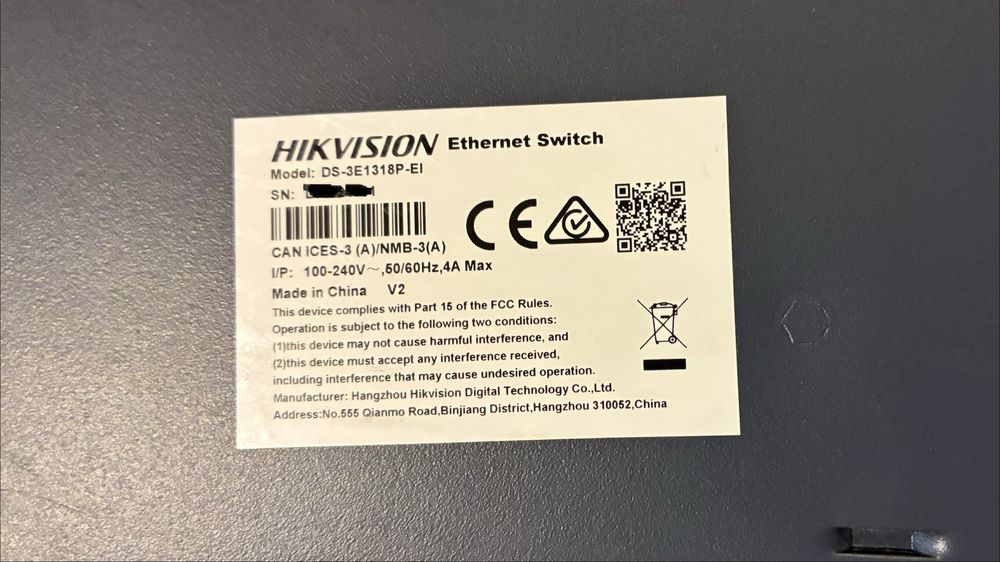 HIKVISION Ethernet Switch
Model: DS-3E1318P-EI
SN:
CAN ICES-3 (A)/NMB-3(A)
I/P: 100-240V~,50/60Hz,4A Max
Made in China V2
This device complies with Part 15 of the FCC Rules.
Operation is subject to the following two conditions:
(1)this device may not cause harmful interference, and
(2)this device must accept any interference received,
including interference that may cause undesired operation.
Manufacturer: Hangzhou Hikvision Digital Technology Co.,Ltd.
Address:No.555 Qianmo Road,Binjiang District,Hangzhou 310052,China
CE